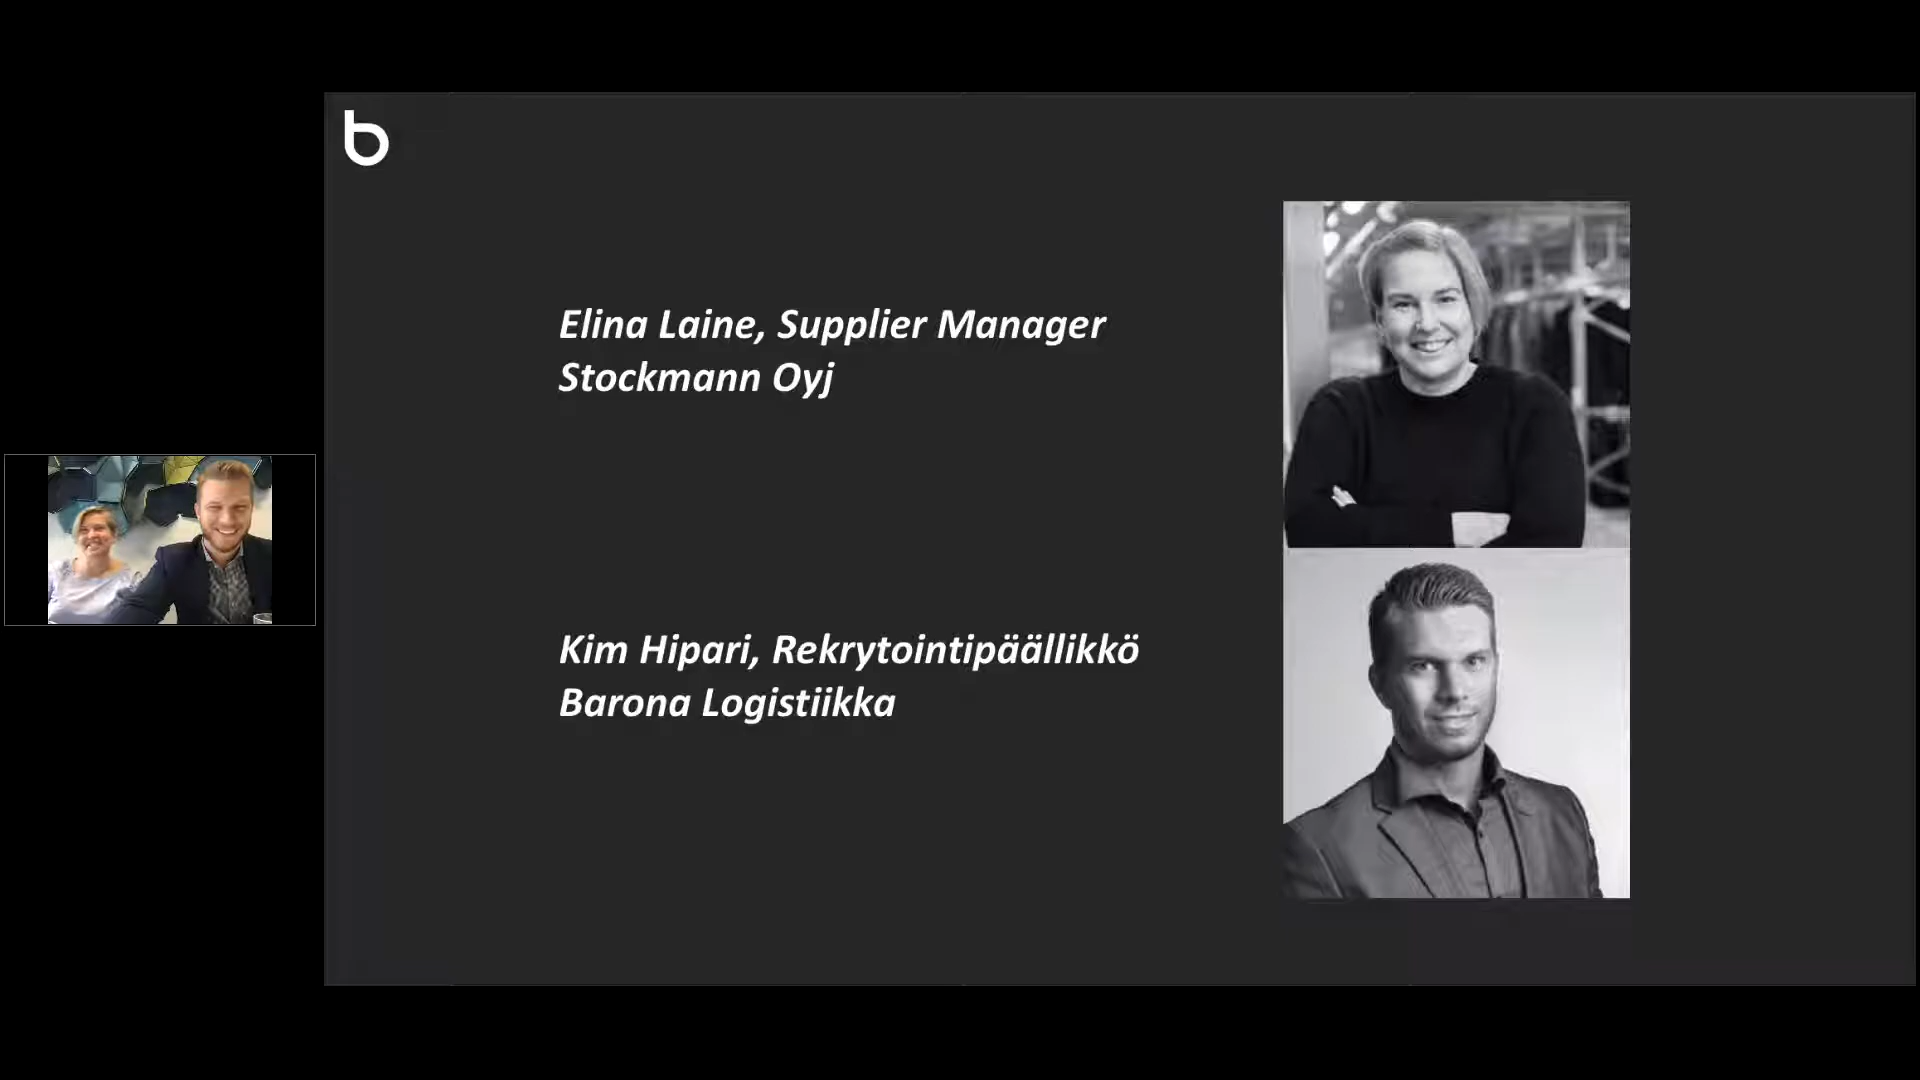 b
Elina Laine, Supplier Manager
Stockmann Oyj
Kim Hipari, Rekrytointipäällikkö
Barona Logistiikka